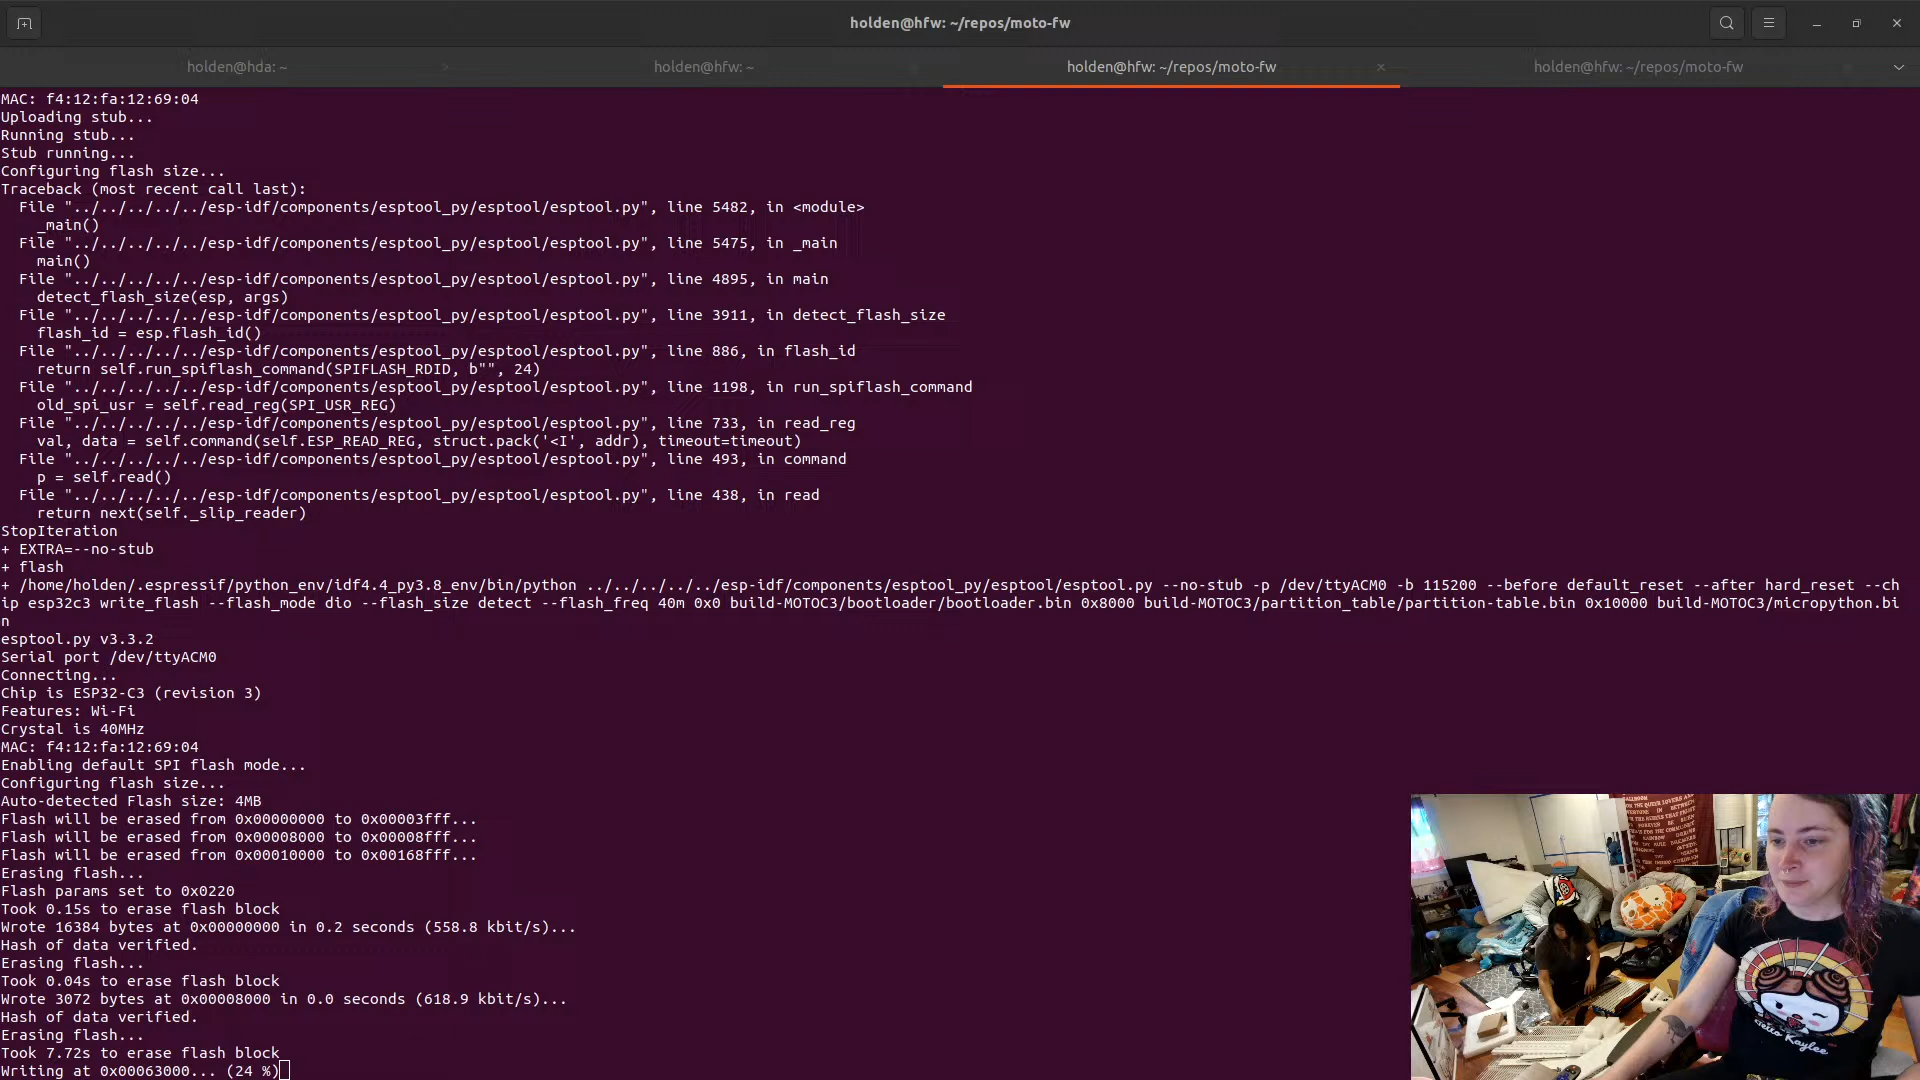 holden@hfw: ~/repos/moto-fw
holden@hda: ~
holden@hfw: ~
holden@hfw: ~/repos/moto-fw
holden@hfw: ~/repos/moto-fw
MAC: f4:12:fa:12:69:04
Uploading stub...
Running stub...
Stub running...
Configuring flash size...
Traceback (most recent call last):
  File "../../../../../esp-idf/components/esptool_py/esptool/esptool.py", line 5482, in <module>
    _main()
  File "../../../../../esp-idf/components/esptool_py/esptool/esptool.py", line 5475, in _main
    main()
  File "../../../../../esp-idf/components/esptool_py/esptool/esptool.py", line 4895, in main
    detect_flash_size(esp, args)
  File "../../../../../esp-idf/components/esptool_py/esptool/esptool.py", line 3911, in detect_flash_size
    flash_id = esp.flash_id()
  File "../../../../../esp-idf/components/esptool_py/esptool/esptool.py", line 886, in flash_id
    return self.run_spiflash_command(SPIFLASH_RDID, b"", 24)
  File "../../../../../esp-idf/components/esptool_py/esptool/esptool.py", line 1198, in run_spiflash_command
    old_spi_usr = self.read_reg(SPI_USR_REG)
  File "../../../../../esp-idf/components/esptool_py/esptool/esptool.py", line 733, in read_reg
    val, data = self.command(self.ESP_READ_REG, struct.pack('<I', addr), timeout=timeout)
  File "../../../../../esp-idf/components/esptool_py/esptool/esptool.py", line 493, in command
    p = self.read()
  File "../../../../../esp-idf/components/esptool_py/esptool/esptool.py", line 438, in read
    return next(self._slip_reader)
StopIteration
+ EXTRA=--no-stub
+ flash
+ /home/holden/.espressif/python_env/idf4.4_py3.8_env/bin/python ../../../../../esp-idf/components/esptool_py/esptool/esptool.py --no-stub -p /dev/ttyACM0 -b 115200 --before default_reset --after hard_reset --ch
ip esp32c3 write_flash --flash_mode dio --flash_size detect --flash_freq 40m 0x0 build-MOTOC3/bootloader/bootloader.bin 0x8000 build-MOTOC3/partition_table/partition-table.bin 0x10000 build-MOTOC3/micropython.bi
n
esptool.py v3.3.2
Serial port /dev/ttyACM0
Connecting...
Chip is ESP32-C3 (revision 3)
Features: Wi-Fi
Crystal is 40MHz
MAC: f4:12:fa:12:69:04
Enabling default SPI flash mode...
Configuring flash size...
Auto-detected Flash size: 4MB
Flash will be erased from 0x00000000 to 0x00003fff...
Flash will be erased from 0x00008000 to 0x00008fff...
Flash will be erased from 0x00010000 to 0x00168fff...
Erasing flash...
Flash params set to 0x0220
Took 0.15s to erase flash block
Wrote 16384 bytes at 0x00000000 in 0.2 seconds (558.8 kbit/s)...
Hash of data verified.
Erasing flash...
Took 0.04s to erase flash block
Wrote 3072 bytes at 0x00008000 in 0.0 seconds (618.9 kbit/s)...
Hash of data verified.
Erasing flash...
Took 7.72s to erase flash block
Writing at 0x00063000... (24 %)
Hello Kaylee